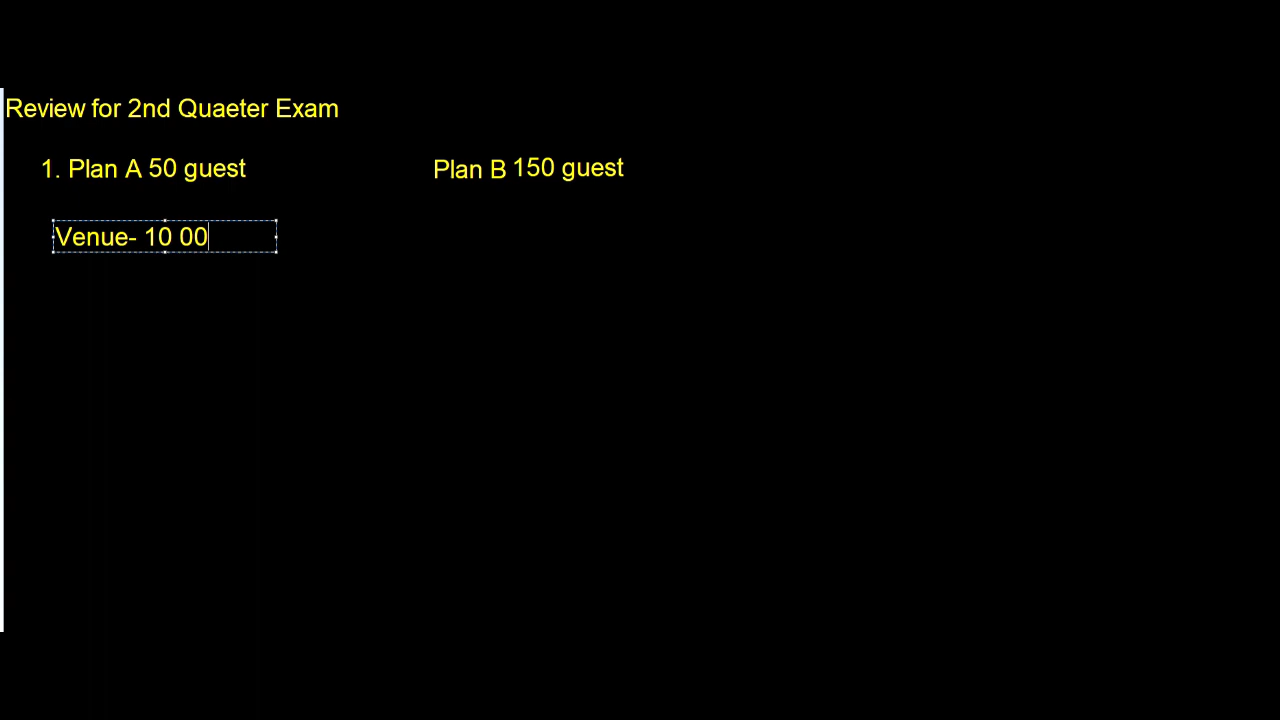 Review for 2nd Quaeter Exam
1. Plan A 50 guest
Plan B 150 guest
Venue- 10 00